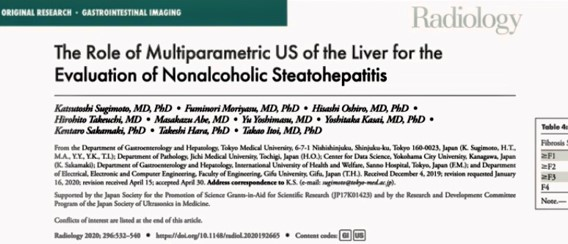 ORIGINAL RESEARCH • GASTROINTESTINAL IMAGING
Radiology
The Role of Multiparametric US of the Liver for the
Evaluation of Nonalcoholic Steatohepatitis
Katsutoshi Sugimoto, MD, PhD • Fuminori Moriyasu, MD, PhD • Hisashi Oshiro, MD, PhD •
Hirohito Takeuchi, MD • Masakazu Abe, MD • Yu Yoshimasu, MD • Yoshitaka Kasai, MD, PhD •
Kentaro Sakamaki, PhD • Takeshi Hara, PhD • Takao Itoi, MD, PhD
From the Department of Gastroenterology and Hepatology, Tokyo Medical University, 6-7-1 Nishishinjuku, Shinjuku-ku, Tokyo 160-0023, Japan (K. Sugimoto, H.T.,
M.A., Y.Y., Y.K., T.I.); Department of Pathology, Jichi Medical University, Tochigi, Japan (H.O.); Center for Data Science, Yokohama City University, Kanagawa, Japan
(K. Sakamaki); Department of Gastroenterology and Hepatology, International University of Health and Welfare, Sanno Hospital, Tokyo, Japan (F.M.); and Department
of Electrical, Electronic and Computer Engineering, Faculty of Engineering, Gifu University, Gifu, Japan (T.H.). Received December 4, 2019; revision requested January
16, 2020; revision received April 15; accepted April 30. Address correspondence to K.S. (e-mail: sugimoto@tokyo-med.ac.jp).
Supported by the Japan Society for the Promotion of Science Grants-in-Aid for Scientific Research (JP17K01423) and by the Research and Development Committee
Program of the Japan Society of Ultrasonics in Medicine.
Conflicts of interest are listed at the end of this article.
Radiology 2020; 296:532–540 • https://doi.org/10.1148/radiol.2020192665 • Content codes: GI US
Table 4:
Fibrosis S
≥F1
≥F2
≥F3
F4
Note.—